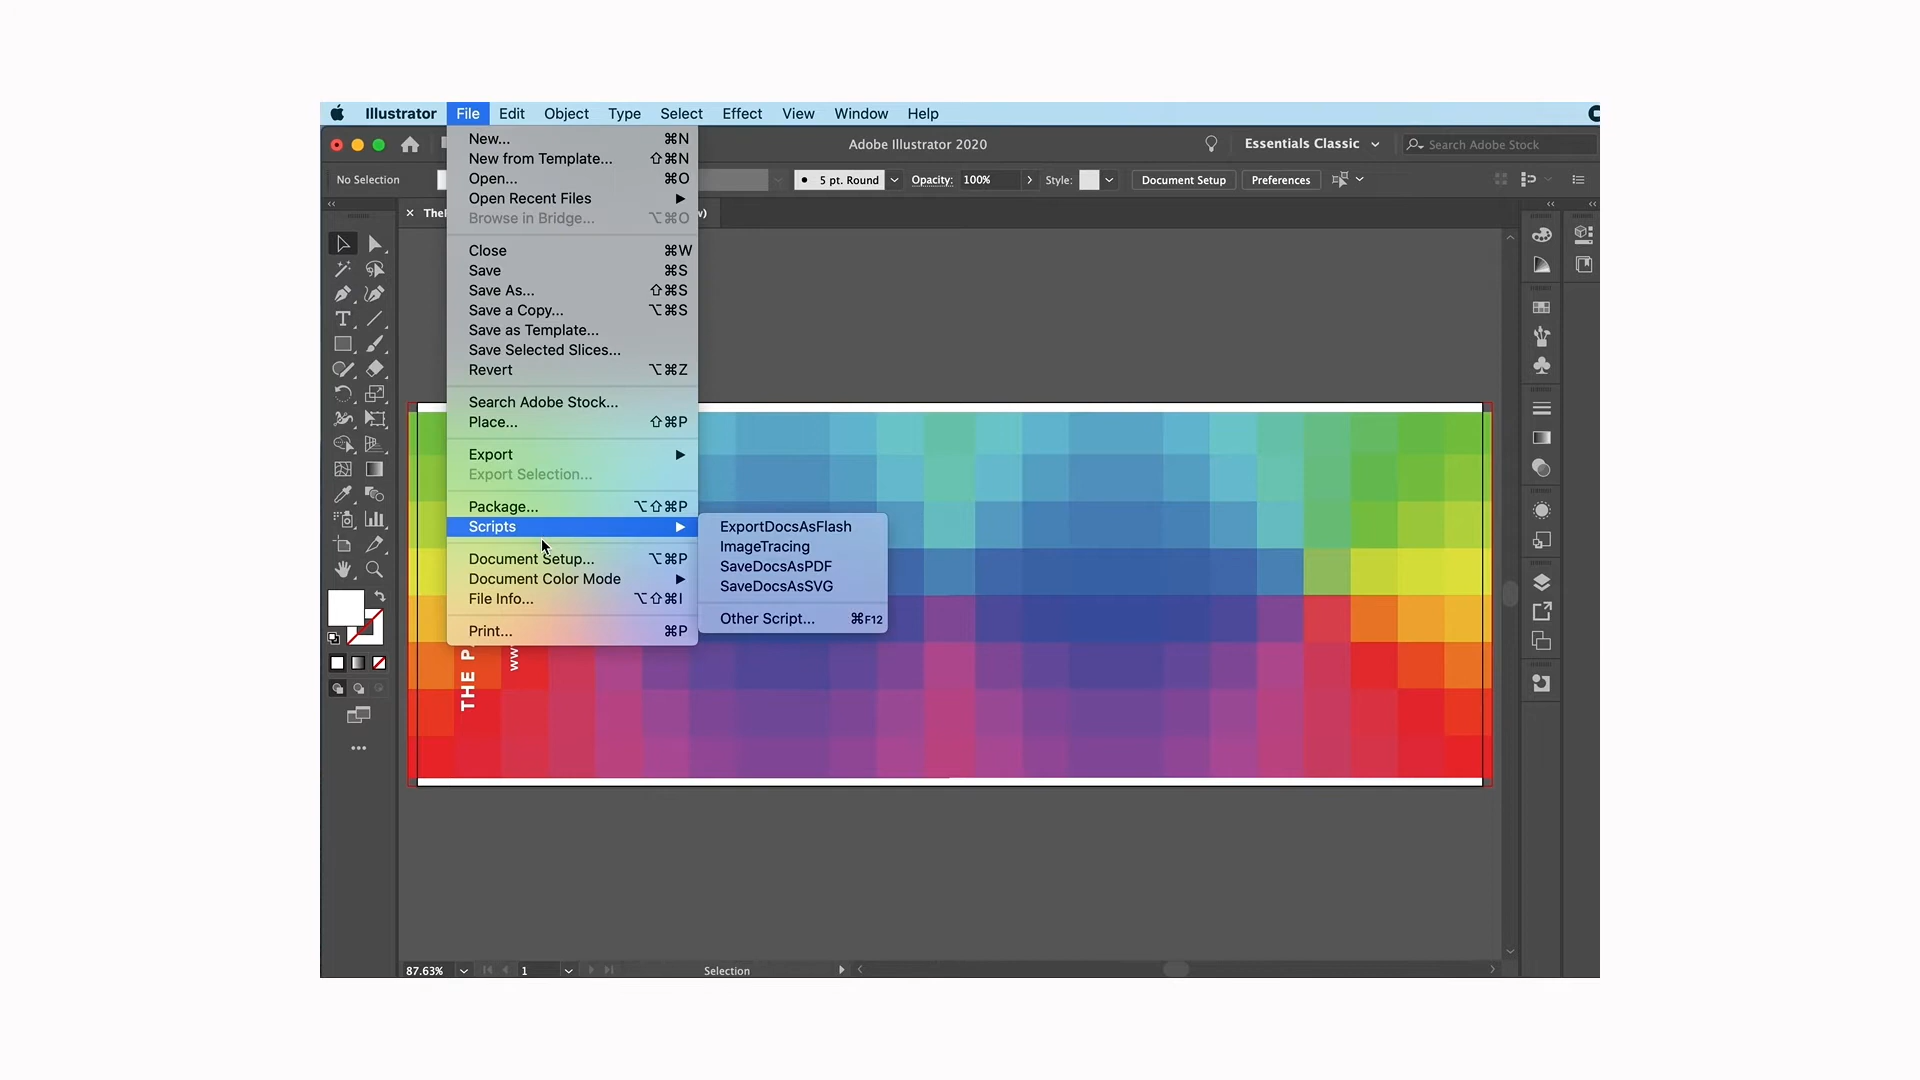 Illustrator File Edit Object Type Select Effect View Window Help
Adobe Illustrator 2020
Essentials Classic
Search Adobe Stock
No Selection
5 pt. Round
Opacity: 100%
Style:
Document Setup
Preferences
New... ⌘N
New from Template... ⇧⌘N
Open... ⌘O
Open Recent Files
Browse in Bridge... ⌥⌘O
Close ⌘W
Save ⌘S
Save As... ⇧⌘S
Save a Copy... ⌥⌘S
Save as Template...
Save Selected Slices...
Revert ⌥⌘Z
Search Adobe Stock...
Place... ⇧⌘P
Export
Export Selection...
Package... ⌥⇧⌘P
Scripts
Document Setup... ⌥⌘P
Document Color Mode
File Info... ⌥⇧⌘I
Print... ⌘P
ExportDocsAsFlash
ImageTracing
SaveDocsAsPDF
SaveDocsAsSVG
Other Script... ⌘F12
THE
87.63% 1 Selection